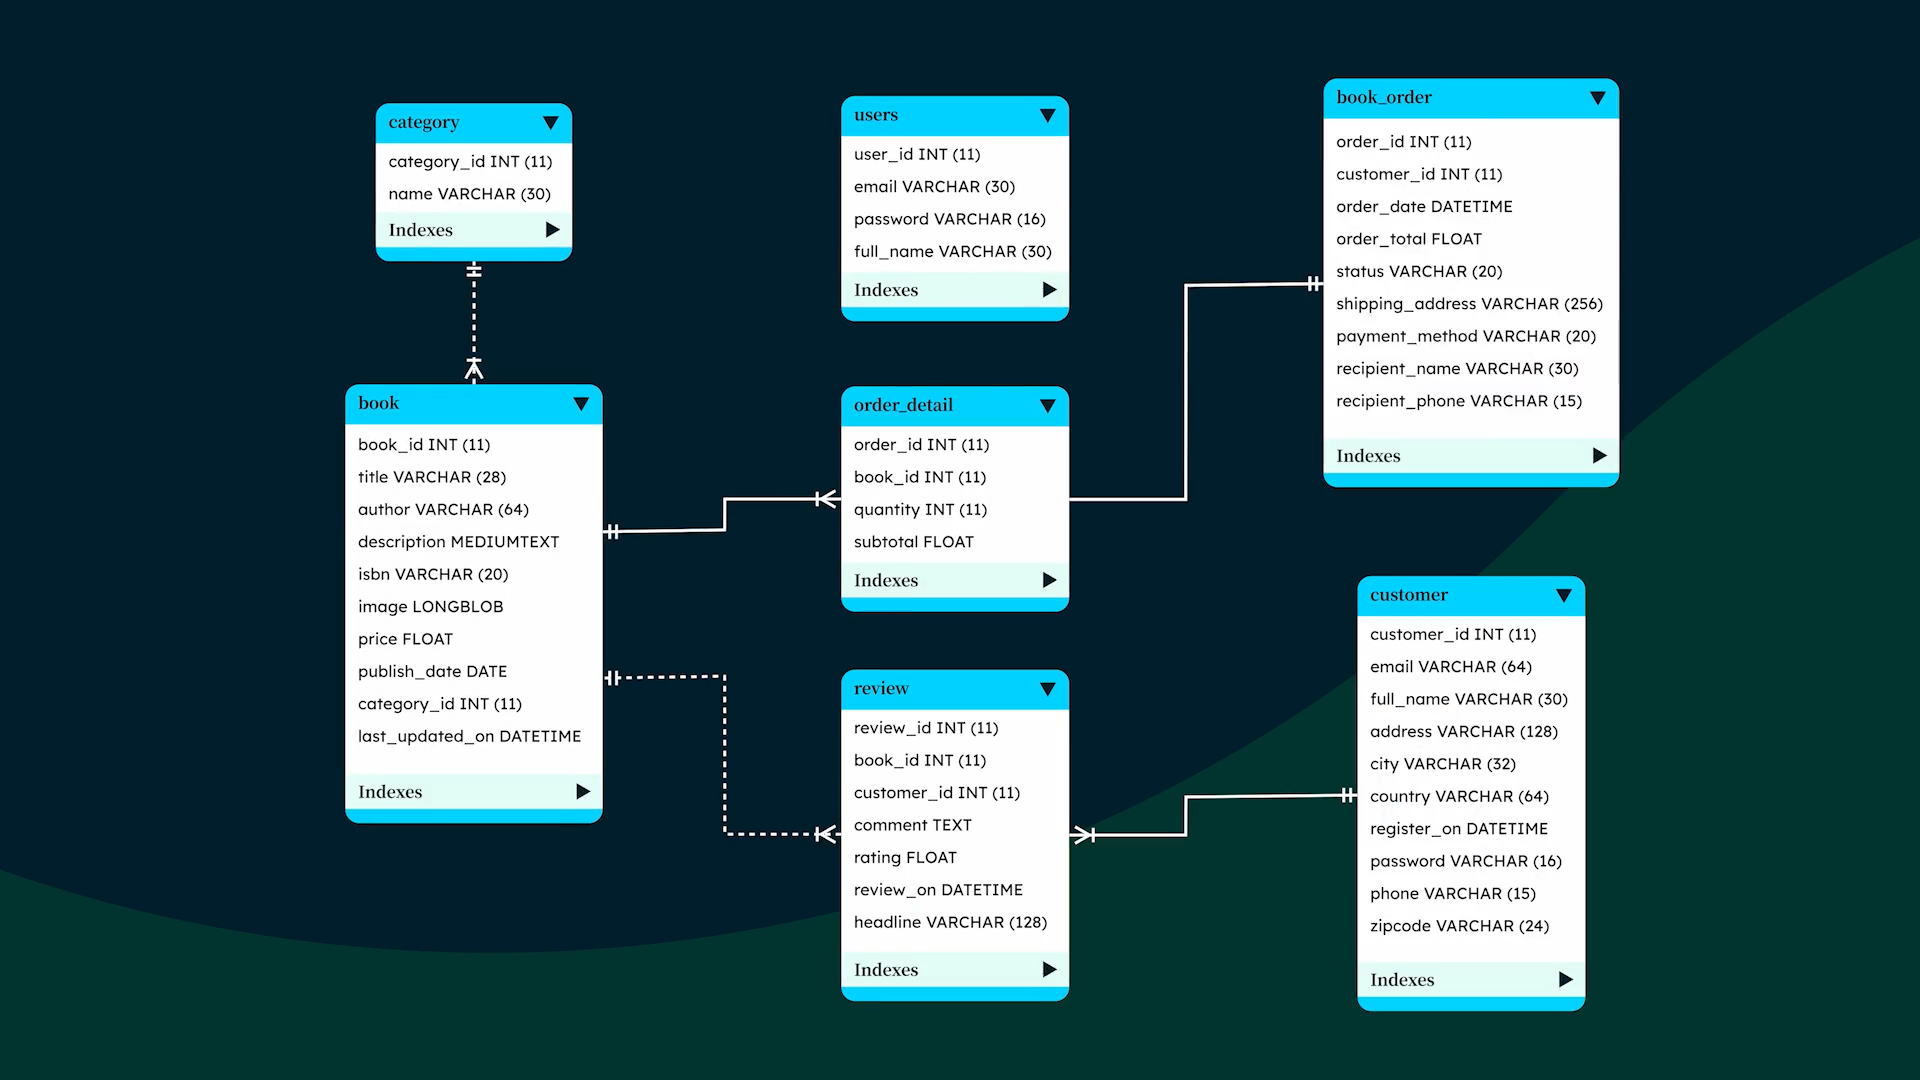 category
category_id INT (11)
name VARCHAR (30)
Indexes
book
book_id INT (11)
title VARCHAR (28)
author VARCHAR (64)
description MEDIUMTEXT
isbn VARCHAR (20)
image LONGBLOB
price FLOAT
publish_date DATE
category_id INT (11)
last_updated_on DATETIME
Indexes
users
user_id INT (11)
email VARCHAR (30)
password VARCHAR (16)
full_name VARCHAR (30)
Indexes
order_detail
order_id INT (11)
book_id INT (11)
quantity INT (11)
subtotal FLOAT
Indexes
review
review_id INT (11)
book_id INT (11)
customer_id INT (11)
comment TEXT
rating FLOAT
review_on DATETIME
headline VARCHAR (128)
Indexes
book_order
order_id INT (11)
customer_id INT (11)
order_date DATETIME
order_total FLOAT
status VARCHAR (20)
shipping_address VARCHAR (256)
payment_method VARCHAR (20)
recipient_name VARCHAR (30)
recipient_phone VARCHAR (15)
Indexes
customer
customer_id INT (11)
email VARCHAR (64)
full_name VARCHAR (30)
address VARCHAR (128)
city VARCHAR (32)
country VARCHAR (64)
register_on DATETIME
password VARCHAR (16)
phone VARCHAR (15)
zipcode VARCHAR (24)
Indexes